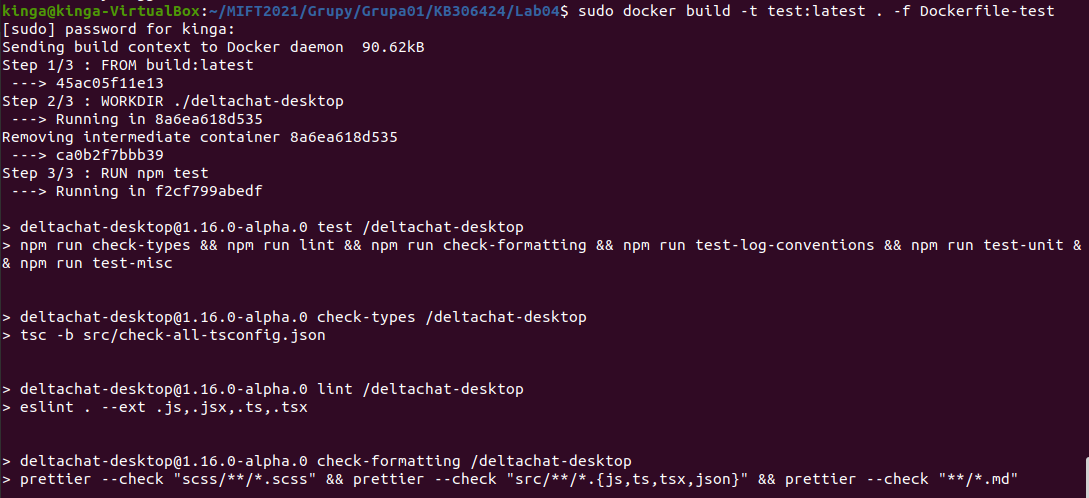 kinga@kinga-VirtualBox:~/MIFT2021/Grupy/Grupa01/KB306424/Lab04$ sudo docker build -t test:latest . -f Dockerfile-test
[sudo] password for kinga:
Sending build context to Docker daemon  90.62kB
Step 1/3 : FROM build:latest
 ---> 45ac05f11e13
Step 2/3 : WORKDIR ./deltachat-desktop
 ---> Running in 8a6ea618d535
Removing intermediate container 8a6ea618d535
 ---> ca0b2f7bbb39
Step 3/3 : RUN npm test
 ---> Running in f2cf799abedf
> deltachat-desktop@1.16.0-alpha.0 test /deltachat-desktop
> npm run check-types && npm run lint && npm run check-formatting && npm run test-log-conventions && npm run test-unit &
& npm run test-misc
> deltachat-desktop@1.16.0-alpha.0 check-types /deltachat-desktop
> tsc -b src/check-all-tsconfig.json
> deltachat-desktop@1.16.0-alpha.0 lint /deltachat-desktop
> eslint . --ext .js,.jsx,.ts,.tsx
> deltachat-desktop@1.16.0-alpha.0 check-formatting /deltachat-desktop
> prettier --check "scss/**/*.scss" && prettier --check "src/**/*.{js,ts,tsx,json}" && prettier --check "**/*.md"